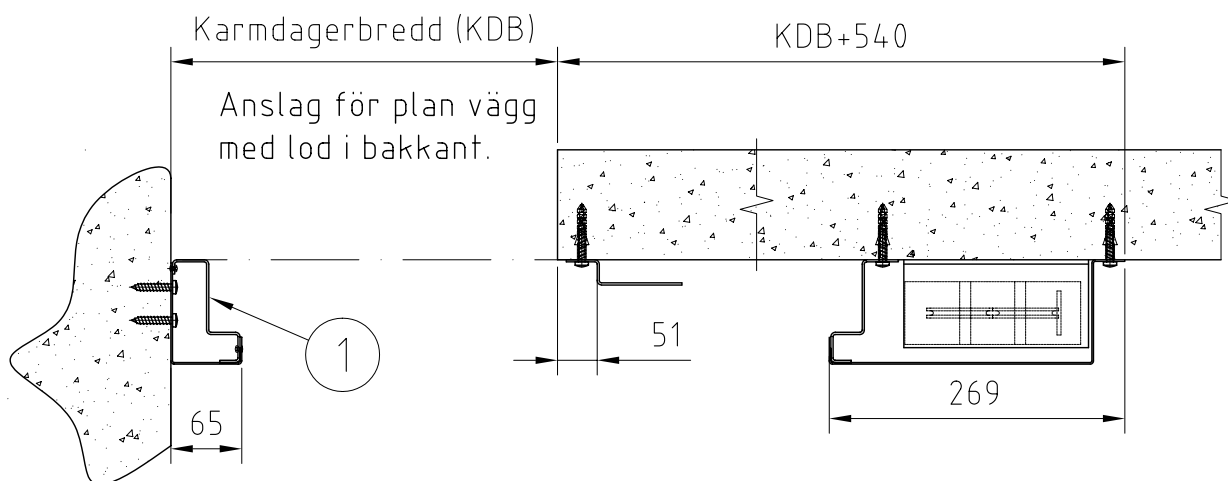 Karmdagerbredd (KDB)
KDB+540
Anslag för plan vägg
med lod i bakkant.
1
51
65
269